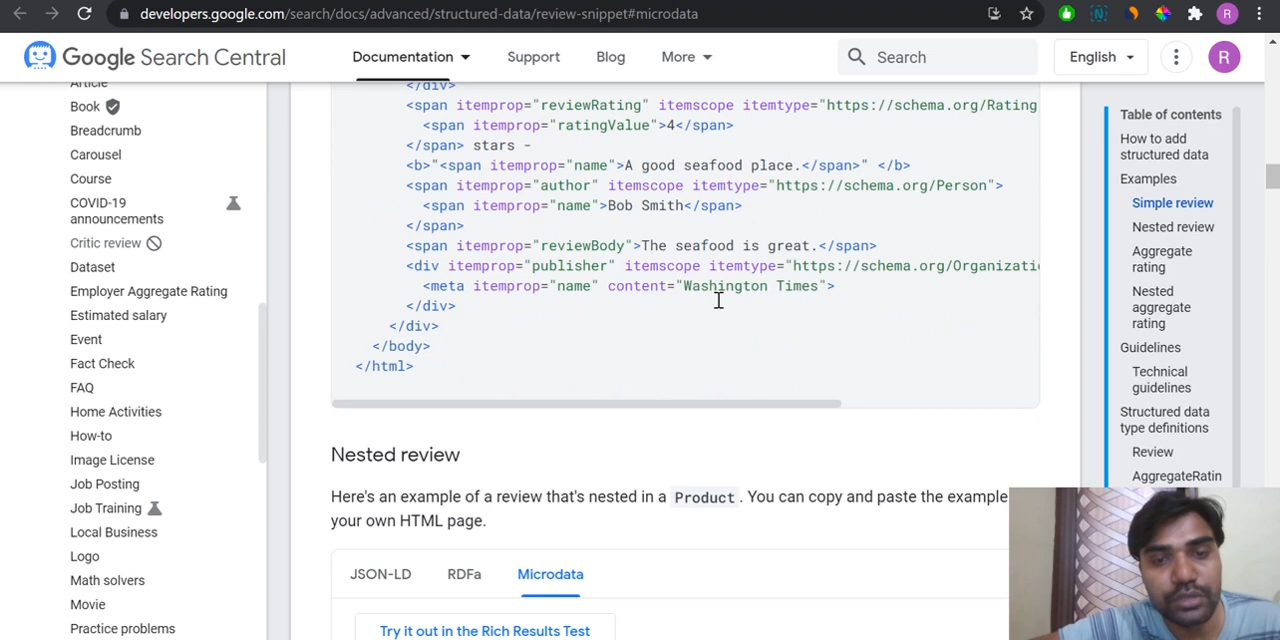 developers.google.com/search/docs/advanced/structured-data/review-snippet#microdata
R
Google Search Central
Documentation
Support
Blog
More
Search
English
R
Article
Book
Breadcrumb
Carousel
Course
COVID-19
announcements
Critic review
Dataset
Employer Aggregate Rating
Estimated salary
Event
Fact Check
FAQ
Home Activities
How-to
Image License
Job Posting
Job Training
Local Business
Logo
Math solvers
Movie
Practice problems
</div>
<span itemprop="reviewRating" itemscope itemtype="https://schema.org/Rating
<span itemprop="ratingValue">4</span>
</span> stars -
<b>"<span itemprop="name">A good seafood place.</span>" </b>
<span itemprop="author" itemscope itemtype="https://schema.org/Person">
<span itemprop="name">Bob Smith</span>
</span>
<span itemprop="reviewBody">The seafood is great.</span>
<div itemprop="publisher" itemscope itemtype="https://schema.org/Organizatio
<meta itemprop="name" content="Washington Times">
</div>
</div>
</body>
</html>
Nested review
Here's an example of a review that's nested in a Product. You can copy and paste the example
your own HTML page.
JSON-LD
RDFa
Microdata
Try it out in the Rich Results Test
Table of contents
How to add
structured data
Examples
Simple review
Nested review
Aggregate
rating
Nested
aggregate
rating
Guidelines
Technical
guidelines
Structured data
type definitions
Review
AggregateRatin